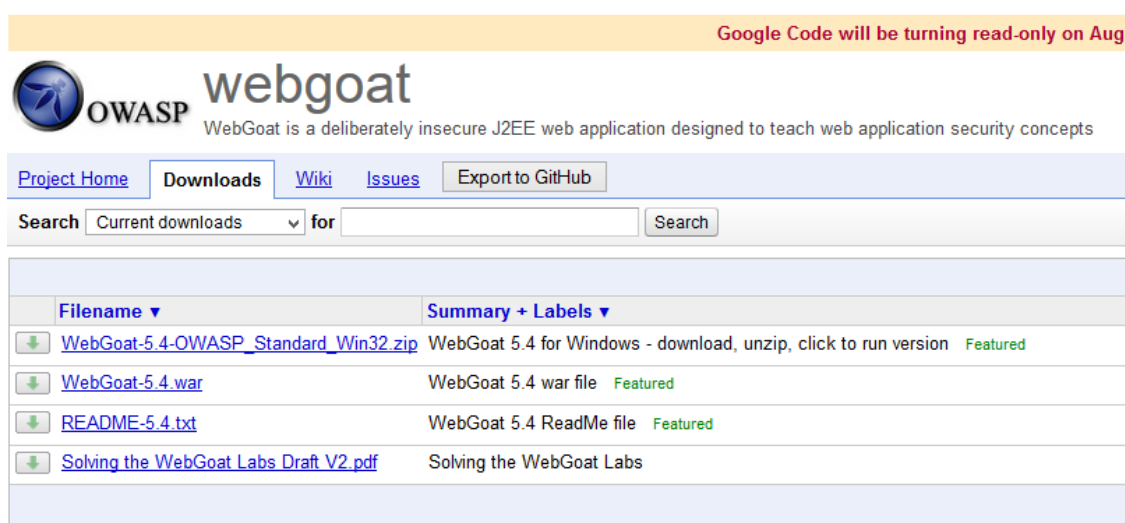 Google Code will be turning read-only on Aug
OWASP
webgoat
WebGoat is a deliberately insecure J2EE web application designed to teach web application security concepts
Project Home Downloads Wiki Issues Export to GitHub
Search Current downloads for Search
Filename ▼ Summary + Labels ▼
WebGoat-5.4-OWASP_Standard_Win32.zip WebGoat 5.4 for Windows - download, unzip, click to run version Featured
WebGoat-5.4.war WebGoat 5.4 war file Featured
README-5.4.txt WebGoat 5.4 ReadMe file Featured
Solving the WebGoat Labs Draft V2.pdf Solving the WebGoat Labs